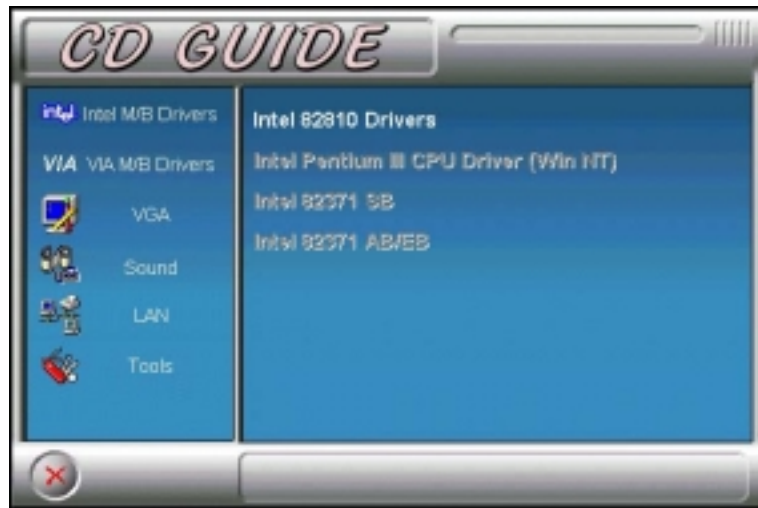 CD GUIDE
intel Intel M/B Drivers
VIA VIA M/B Drivers
VGA
Sound
LAN
Tools
Intel 82810 Drivers
Intel Pentium III CPU Driver (Win NT)
Intel 82371 SB
Intel 82371 AB/EB